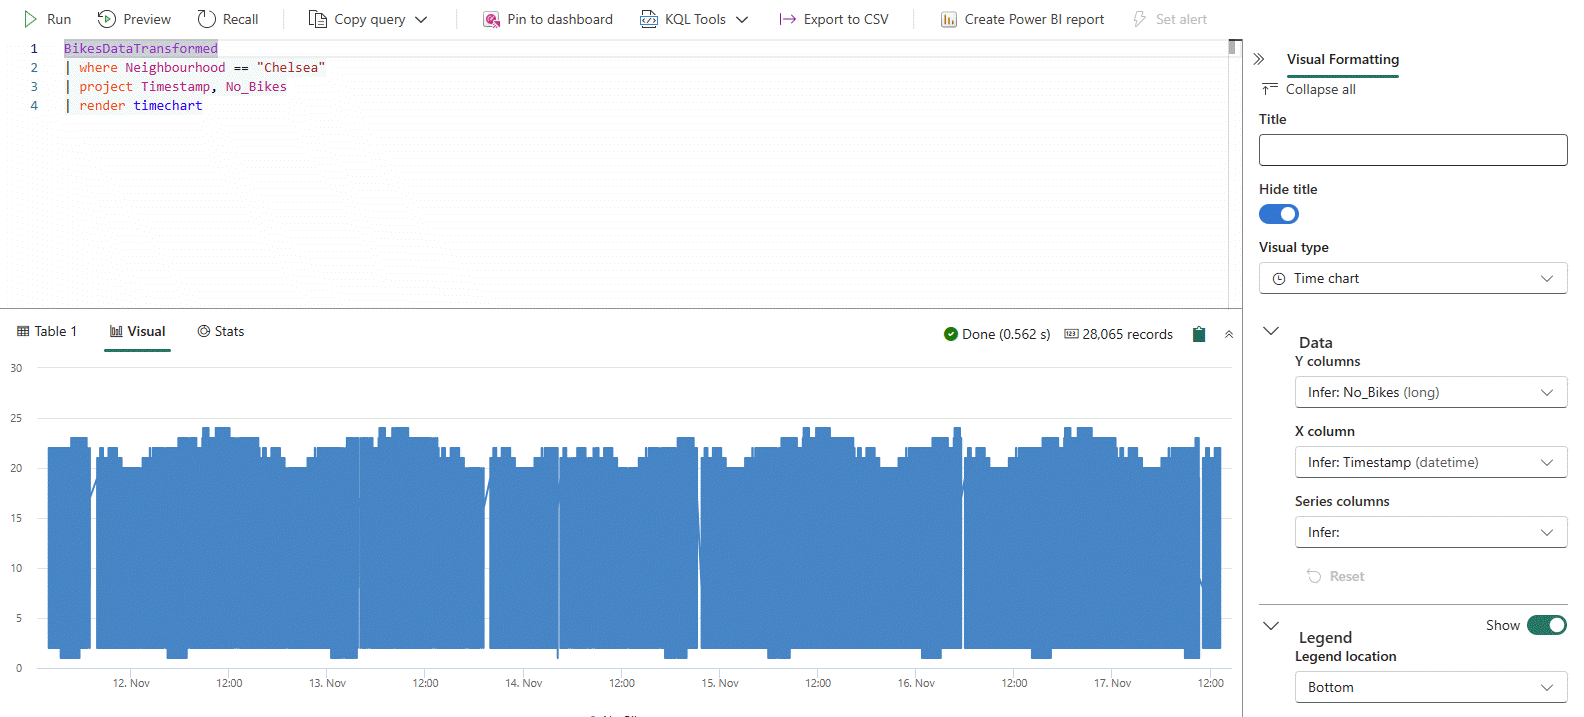 Run Preview Recall Copy query Pin to dashboard KQL Tools Export to CSV Create Power BI report Set alert
1 BikesDataTransformed
2 | where Neighbourhood == "Chelsea"
3 | project Timestamp, No_Bikes
4 | render timechart
Table 1 Visual Stats Done (0.562 s) 123 28,065 records
30
25
20
15
10
5
0
12. Nov 12:00 13. Nov 12:00 14. Nov 12:00 15. Nov 12:00 16. Nov 12:00 17. Nov 12:00
Visual Formatting
Collapse all
Title
Hide title
Visual type
Time chart
Data
Y columns
Infer: No_Bikes (long)
X column
Infer: Timestamp (datetime)
Series columns
Infer:
Reset
Legend Show
Legend location
Bottom